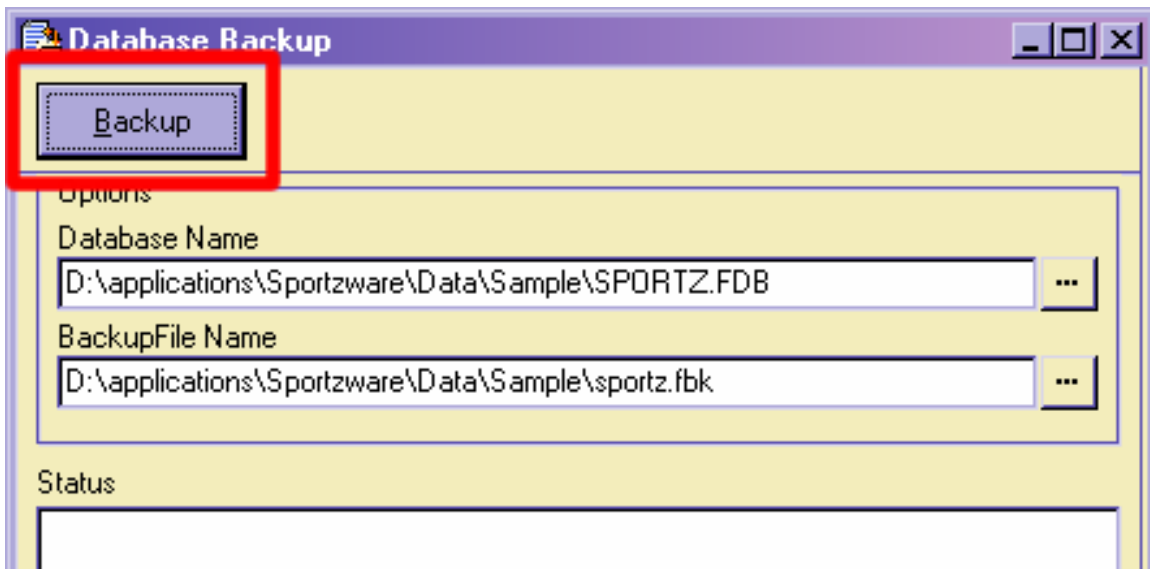 Database Backup
Backup
Options
Database Name
D:\applications\Sportzware\Data\Sample\SPORTZ.FDB
...
BackupFile Name
D:\applications\Sportzware\Data\Sample\sportz.fbk
...
Status